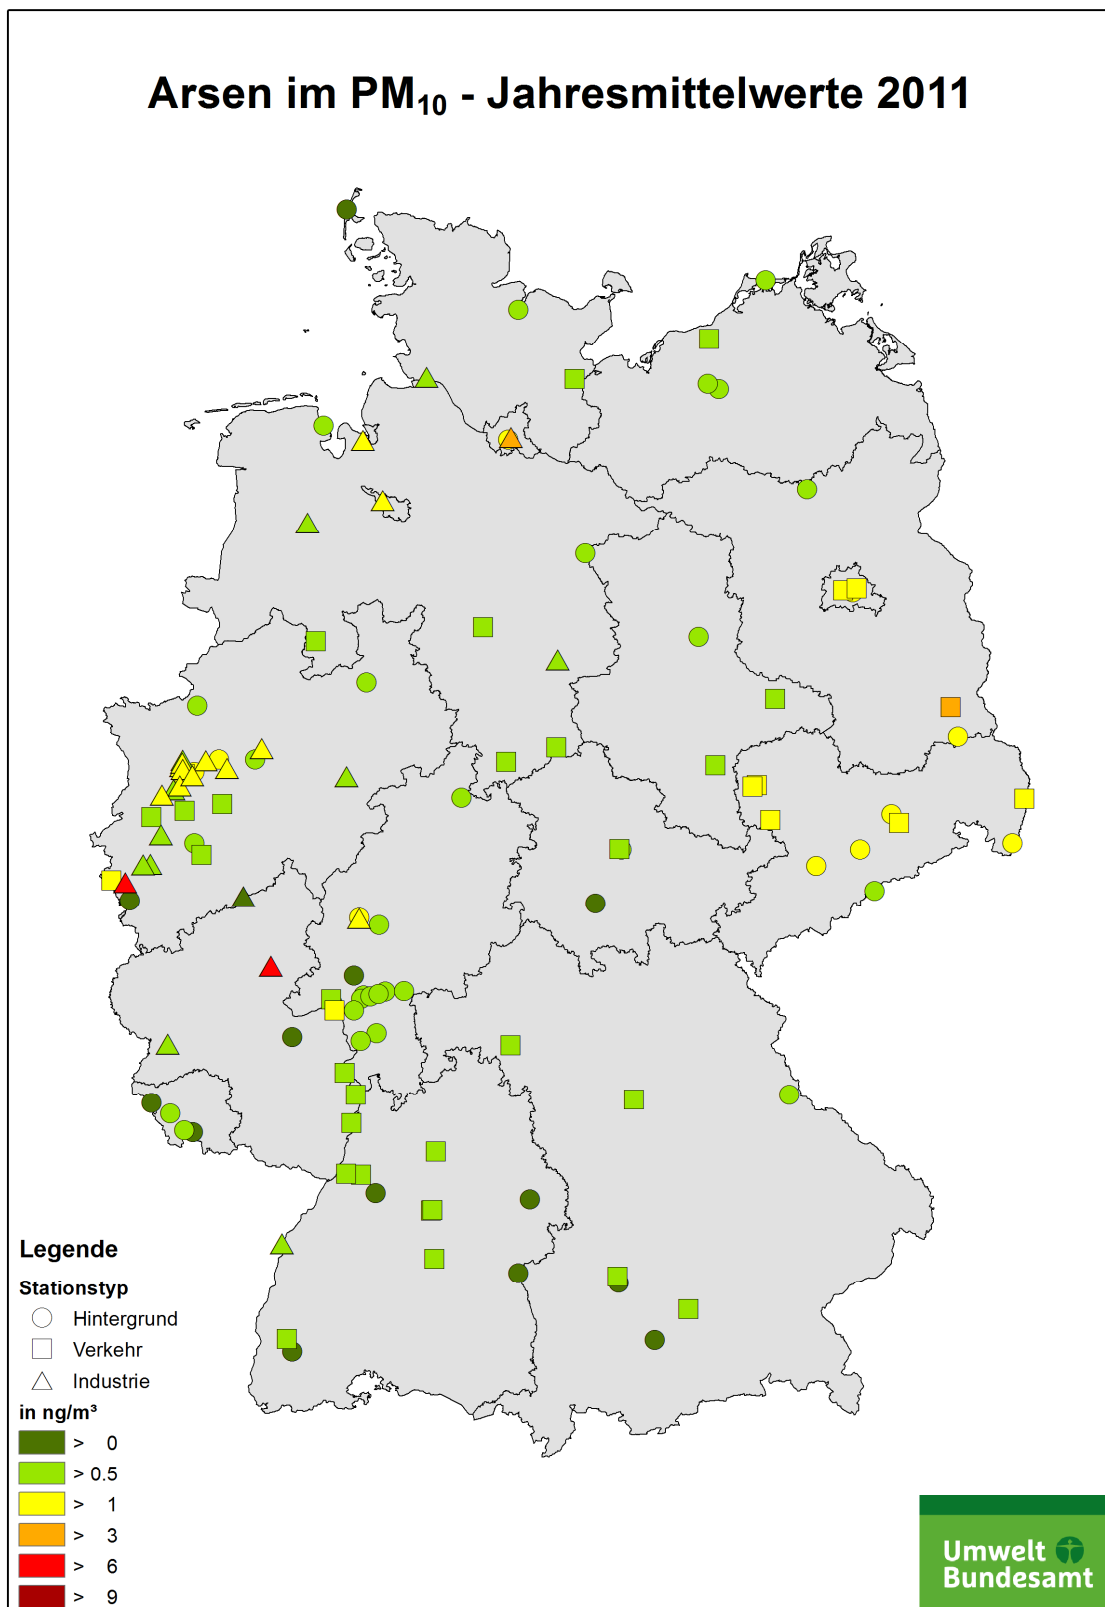 Arsen im PM₁₀ - Jahresmittelwerte 2011
Legende
Stationstyp
Hintergrund
Verkehr
Industrie
in ng/m³
> 0
> 0.5
> 1
> 3
> 6
> 9
Umwelt
Bundesamt